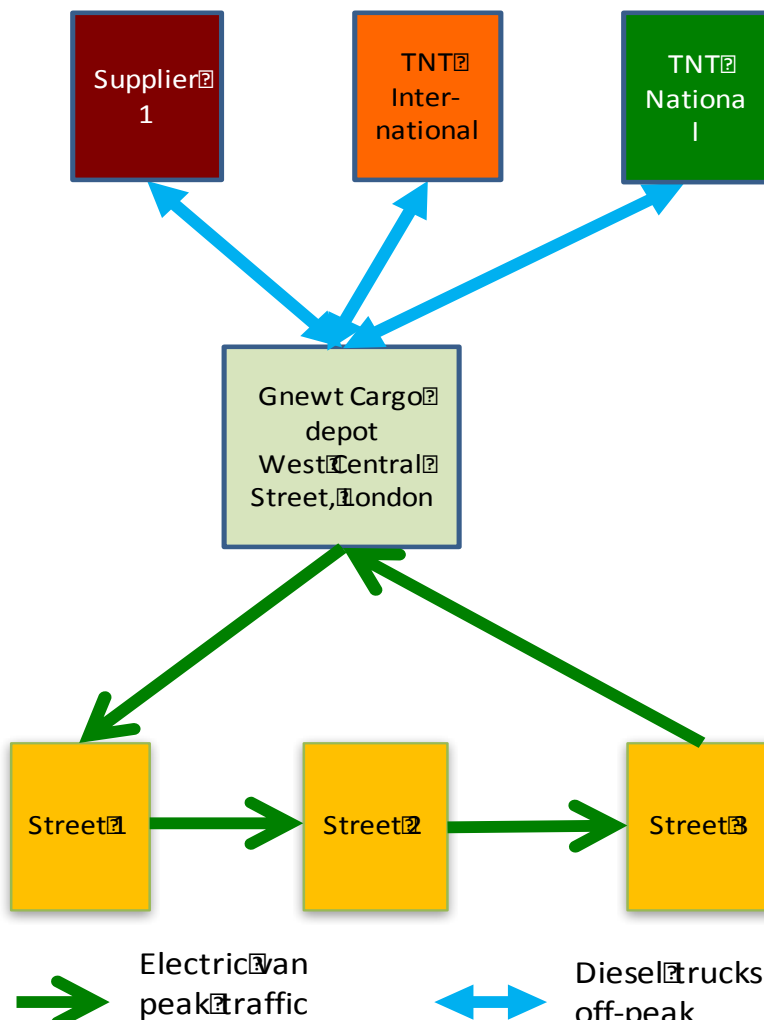 Supplier
1
TNT
Inter-
national
TNT
Nationa
l
Gnewt Cargo
depot
West Central
Street, London
Street 1
Street 2
Street 3
Electric van
peak traffic
Diesel trucks
off-peak